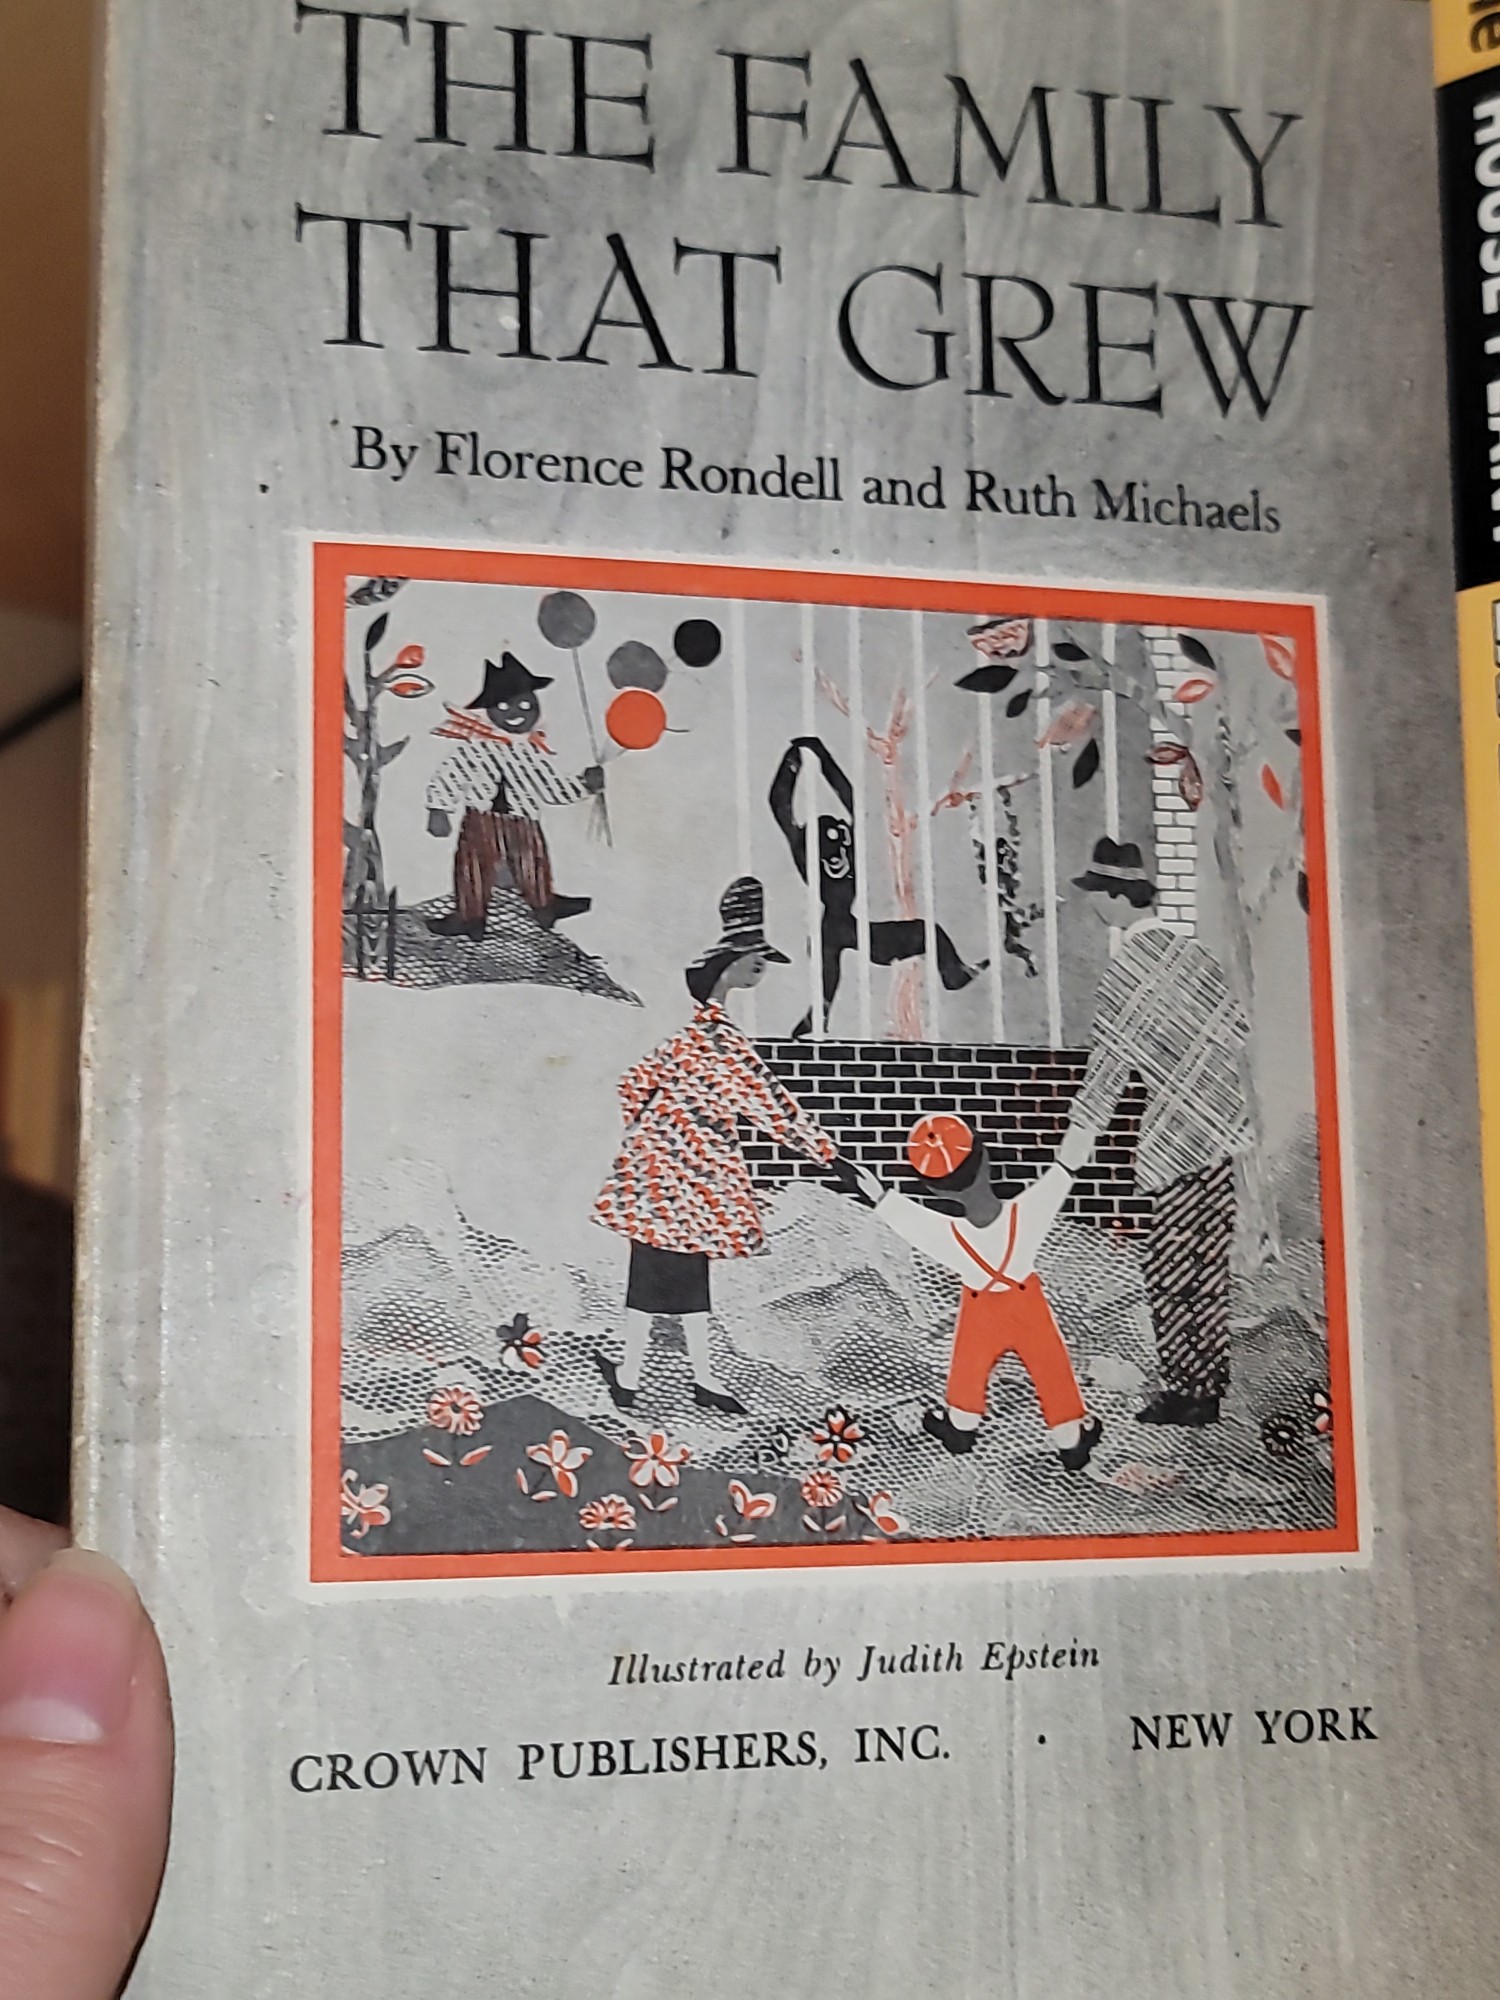 THE FAMILY
THAT GREW
By Florence Rondell and Ruth Michaels
Illustrated by Judith Epstein
CROWN PUBLISHERS, INC. · NEW YORK
HOUSE